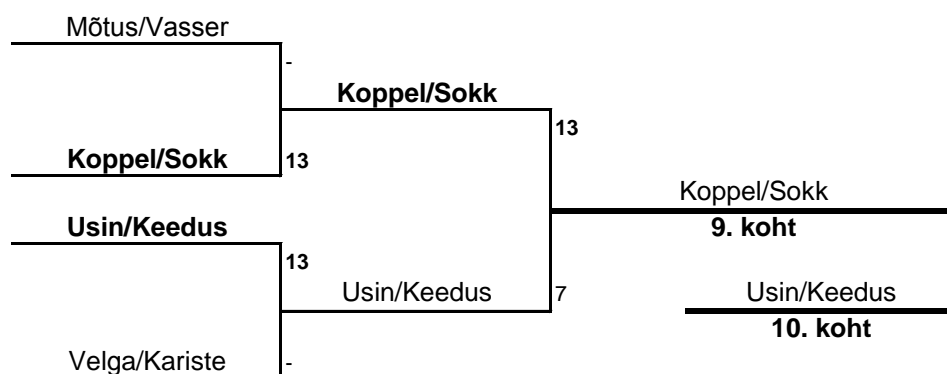 Mõtus/Vasser
-
Koppel/Sokk
13
Koppel/Sokk
13
Koppel/Sokk
9. koht
Usin/Keedus
13
Usin/Keedus
7
Usin/Keedus
10. koht
Velga/Kariste
-